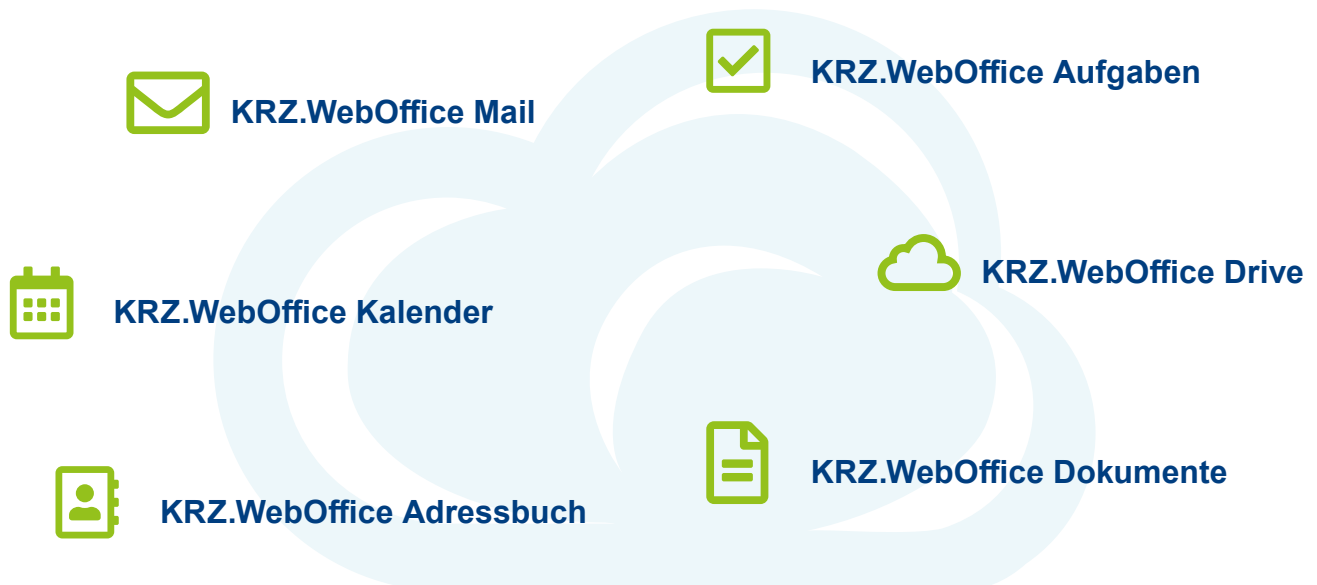 KRZ.WebOffice Mail
KRZ.WebOffice Kalender
KRZ.WebOffice Adressbuch
KRZ.WebOffice Aufgaben
KRZ.WebOffice Drive
KRZ.WebOffice Dokumente